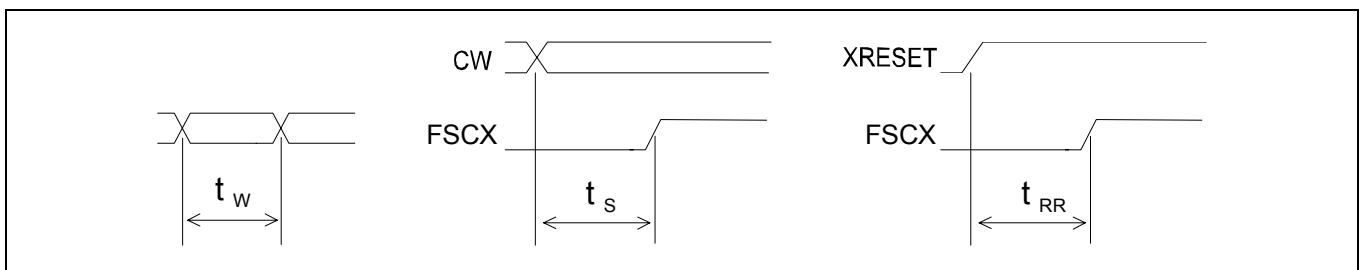 CW
FSCX
t S
XRESET
FSCX
t RR
t W